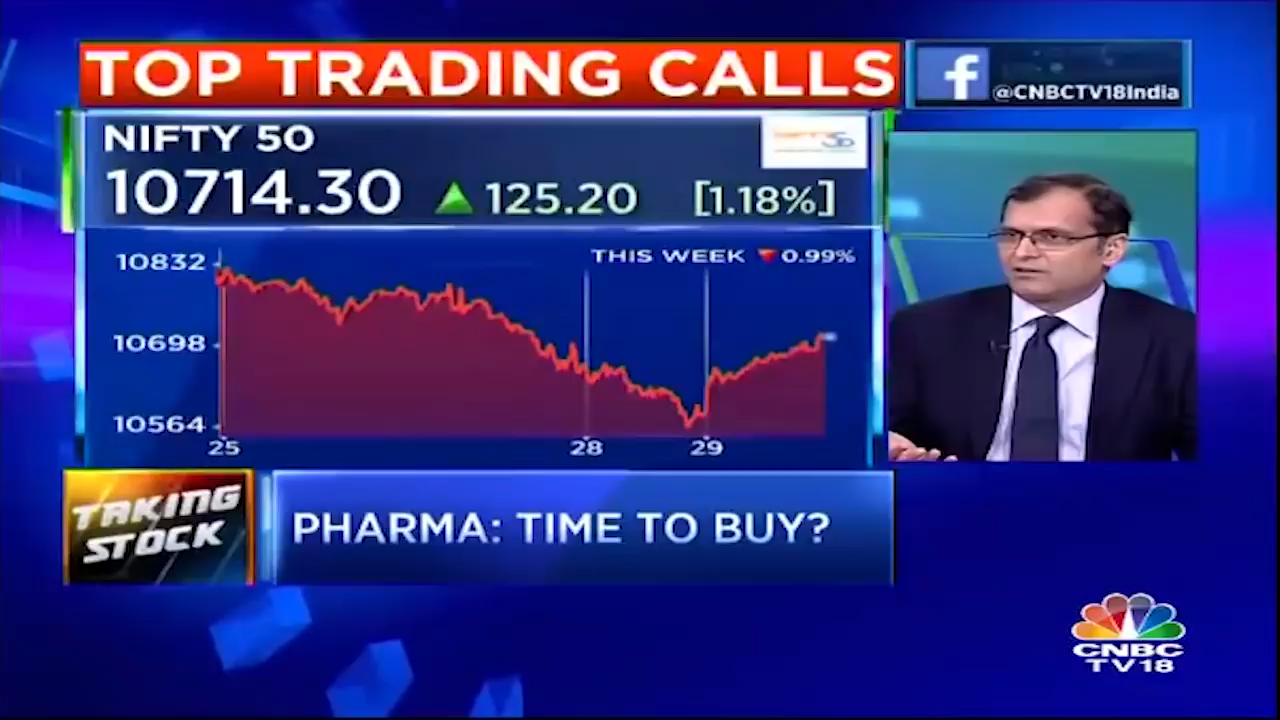 TOP TRADING CALLS
@CNBCTV18India
NIFTY 50
10714.30 ▲ 125.20 [1.18%]
THIS WEEK ▼0.99%
10832
10698
10564
25 28 29
TAKING STOCK
PHARMA: TIME TO BUY?
CNBC
TV18